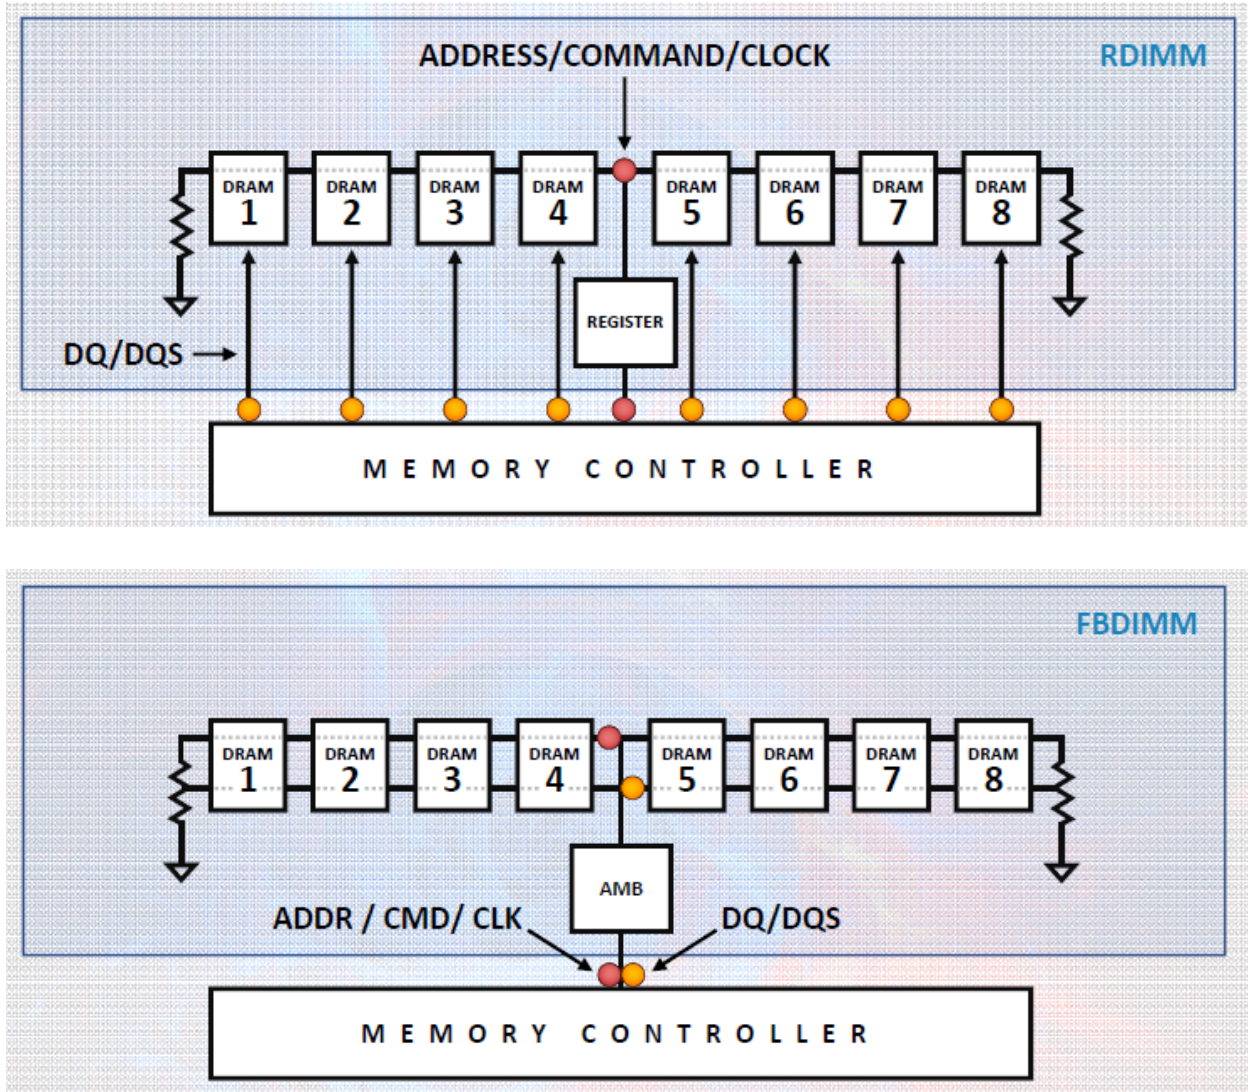 ADDRESS/COMMAND/CLOCK
RDIMM
DRAM 1
DRAM 2
DRAM 3
DRAM 4
DRAM 5
DRAM 6
DRAM 7
DRAM 8
REGISTER
DQ/DQS
MEMORY CONTROLLER
FBDIMM
DRAM 1
DRAM 2
DRAM 3
DRAM 4
DRAM 5
DRAM 6
DRAM 7
DRAM 8
AMB
ADDR / CMD/ CLK
DQ/DQS
MEMORY CONTROLLER